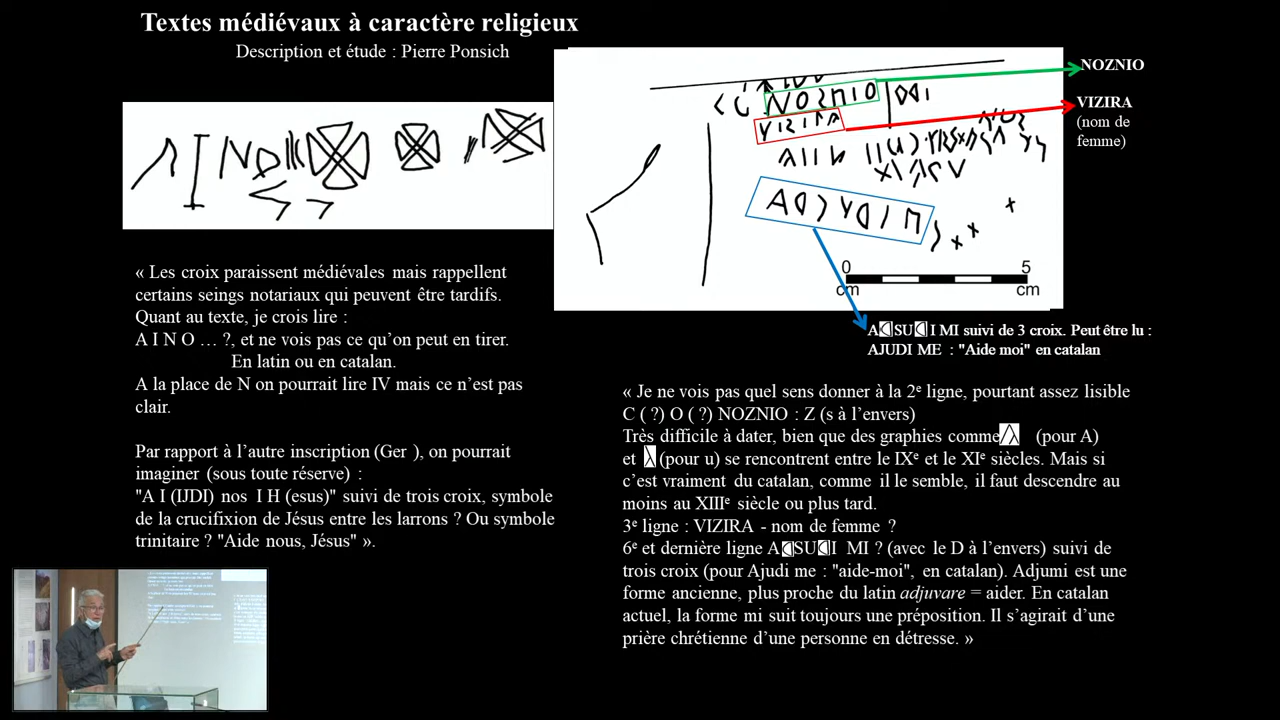 Textes médiévaux à caractère religieux
Description et étude : Pierre Ponsich
NOZNIO
VIZIRA
(nom de
femme)
0 5
cm cm
A SU I MI suivi de 3 croix. Peut être lu :
AJUDI ME : "Aide moi" en catalan
« Les croix paraissent médiévales mais rappellent
certains seings notariaux qui peuvent être tardifs.
Quant au texte, je crois lire :
A I N O … ?, et ne vois pas ce qu’on peut en tirer.
En latin ou en catalan.
A la place de N on pourrait lire IV mais ce n’est pas
clair.
Par rapport à l’autre inscription (Ger ), on pourrait
imaginer (sous toute réserve) :
"A I (IJDI) nos I H (esus)" suivi de trois croix, symbole
de la crucifixion de Jésus entre les larrons ? Ou symbole
trinitaire ? "Aide nous, Jésus" ».
« Je ne vois pas quel sens donner à la 2e ligne, pourtant assez lisible
C ( ?) O ( ?) NOZNIO : Z (s à l’envers)
Très difficile à dater, bien que des graphies comme (pour A)
et (pour u) se rencontrent entre le IXe et le XIe siècles. Mais si
c’est vraiment du catalan, comme il le semble, il faut descendre au
moins au XIIIe siècle ou plus tard.
3e ligne : VIZIRA - nom de femme ?
6e et dernière ligne A SU I MI ? (avec le D à l’envers) suivi de
trois croix (pour Ajudi me : "aide-moi", en catalan). Adjumi est une
forme ancienne, plus proche du latin adjuvare = aider. En catalan
actuel, la forme mi suit toujours une préposition. Il s’agirait d’une
prière chrétienne d’une personne en détresse. »